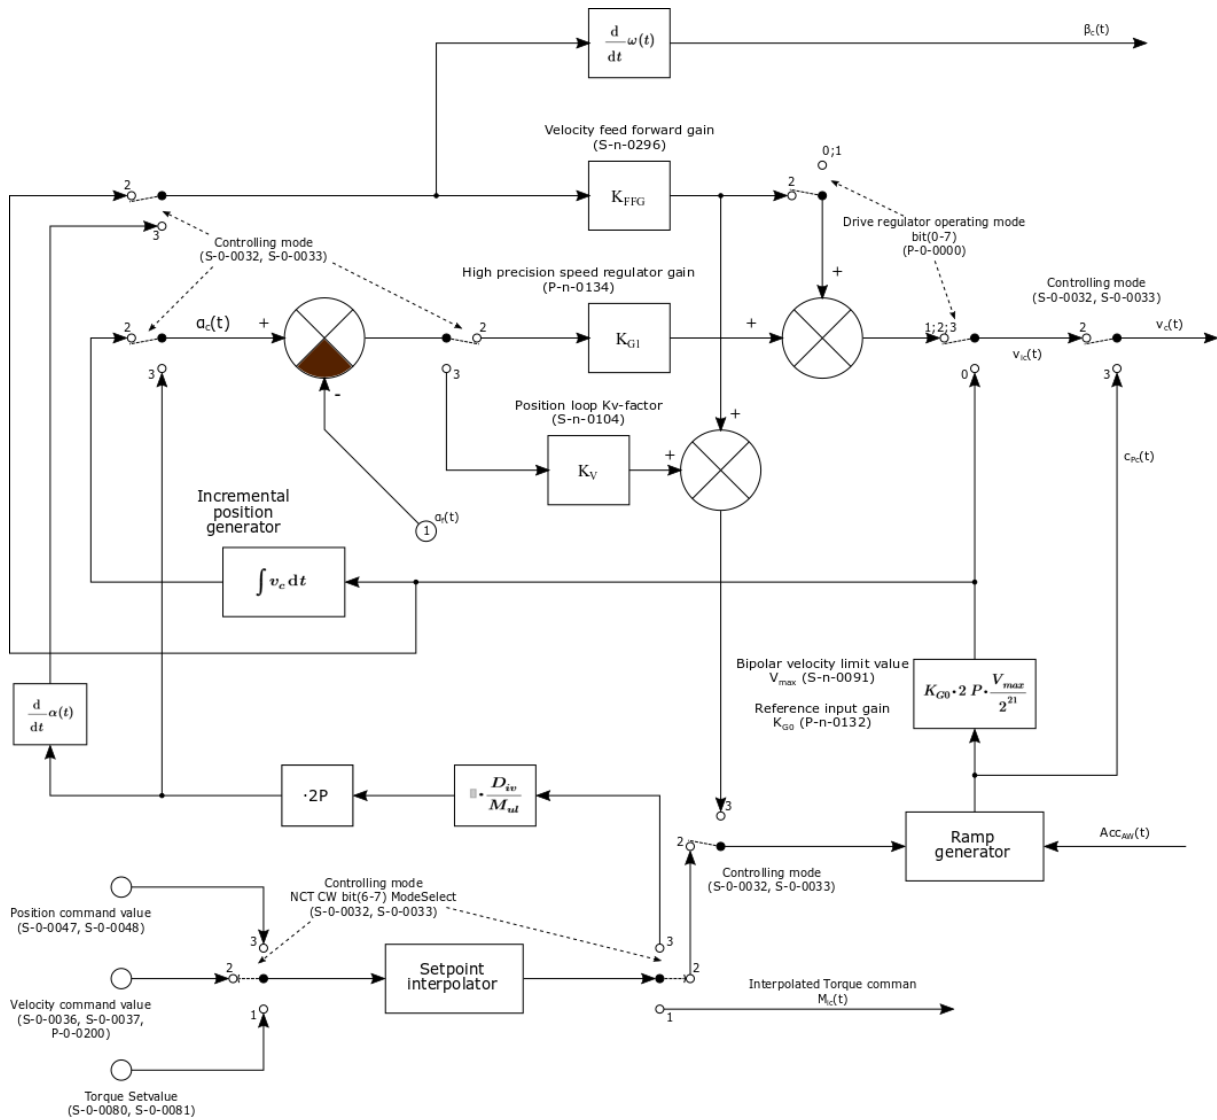 β_c(t)
d/dt ω(t)
Velocity feed forward gain
(S-n-0296)
0;1
2
K_FFG
2
3
Drive regulator operating mode
bit(0-7)
(P-0-0000)
Controlling mode
(S-0-0032, S-0-0033)
High precision speed regulator gain
(P-n-0134)
+
Controlling mode
(S-0-0032, S-0-0033)
2
α_c(t)
+
2
K_G1
+
1;2;3
v_ic(t)
2
v_c(t)
3
-
3
0
3
Position loop Kv-factor
(S-n-0104)
+
K_V
+
c_Pc(t)
Incremental
position
generator
1
α_f(t)
∫ v_c dt
Bipolar velocity limit value
V_max (S-n-0091)
Reference input gain
K_G0 (P-n-0132)
K_G0 • 2 P • V_max / 2^21
d/dt α(t)
·2P
• D_iv / M_ul
3
2
Controlling mode
(S-0-0032, S-0-0033)
Ramp
generator
Acc_AW(t)
Position command value
(S-0-0047, S-0-0048)
Controlling mode
NCT CW bit(6-7) ModeSelect
(S-0-0032, S-0-0033)
3
2
1
Setpoint
interpolator
3
2
1
Velocity command value
(S-0-0036, S-0-0037,
P-0-0200)
Interpolated Torque comman
M_ic(t)
Torque Setvalue
(S-0-0080, S-0-0081)